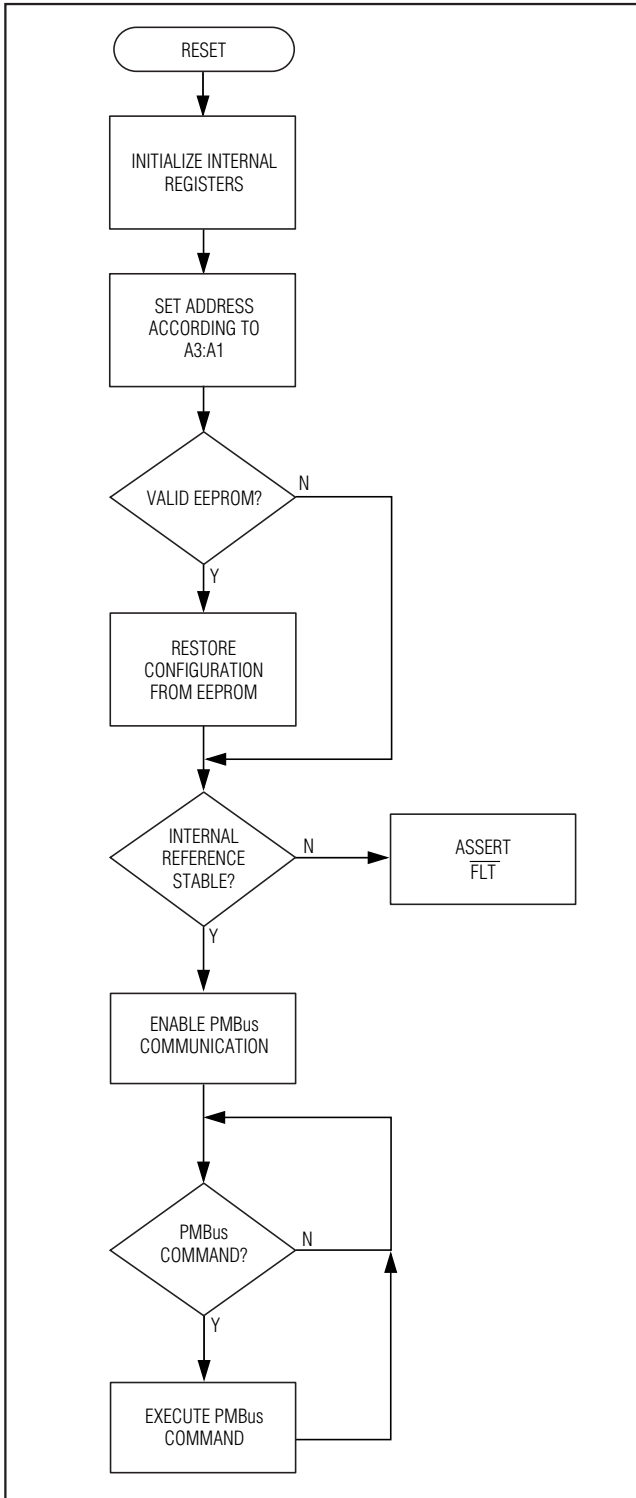 RESET
INITIALIZE INTERNAL
REGISTERS
SET ADDRESS
ACCORDING TO
A3:A1
VALID EEPROM?
N
Y
RESTORE
CONFIGURATION
FROM EEPROM
INTERNAL
REFERENCE
STABLE?
N
ASSERT
F̅L̅T̅
Y
ENABLE PMBus
COMMUNICATION
PMBus
COMMAND?
N
Y
EXECUTE PMBus
COMMAND